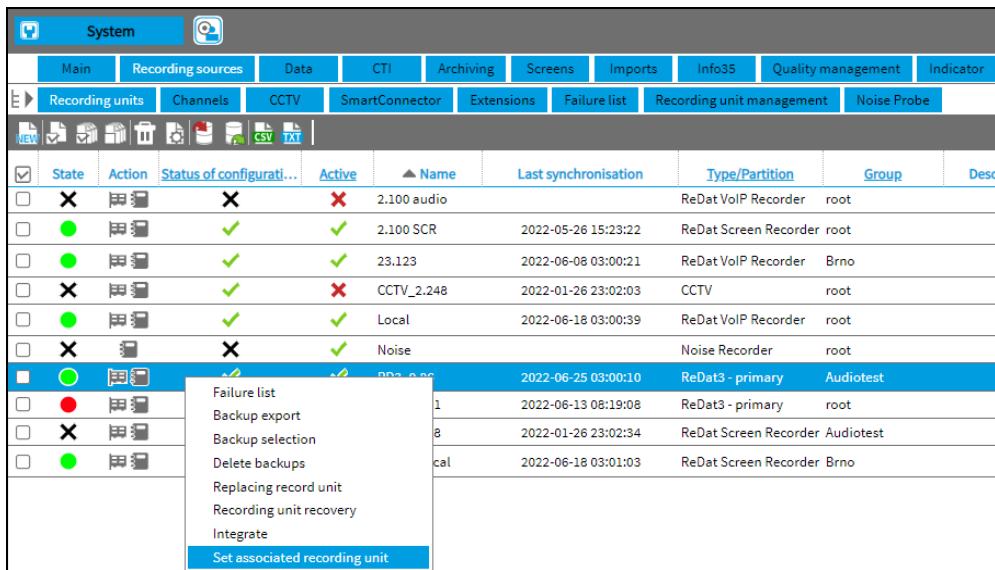 System
Main Recording sources Data CTI Archiving Screens Imports Info35 Quality management Indicator
Recording units Channels CCTV SmartConnector Extensions Failure list Recording unit management Noise Probe
NEW CSV TXT
State Action Status of configurati... Active Name Last synchronisation Type/Partition Group Desc
2.100 audio ReDat VoIP Recorder root
2.100 SCR 2022-05-26 15:23:22 ReDat Screen Recorder root
23.123 2022-06-08 03:00:21 ReDat VoIP Recorder Brno
CCTV_2.248 2022-01-26 23:02:03 CCTV root
Local 2022-06-18 03:00:39 ReDat VoIP Recorder root
Noise Noise Recorder root
2022-06-25 03:00:10 ReDat3 - primary Audiotest
1 2022-06-13 08:19:08 ReDat3 - primary root
8 2022-01-26 23:02:34 ReDat Screen Recorder Audiotest
cal 2022-06-18 03:01:03 ReDat Screen Recorder Brno
Failure list
Backup export
Backup selection
Delete backups
Replacing record unit
Recording unit recovery
Integrate
Set associated recording unit